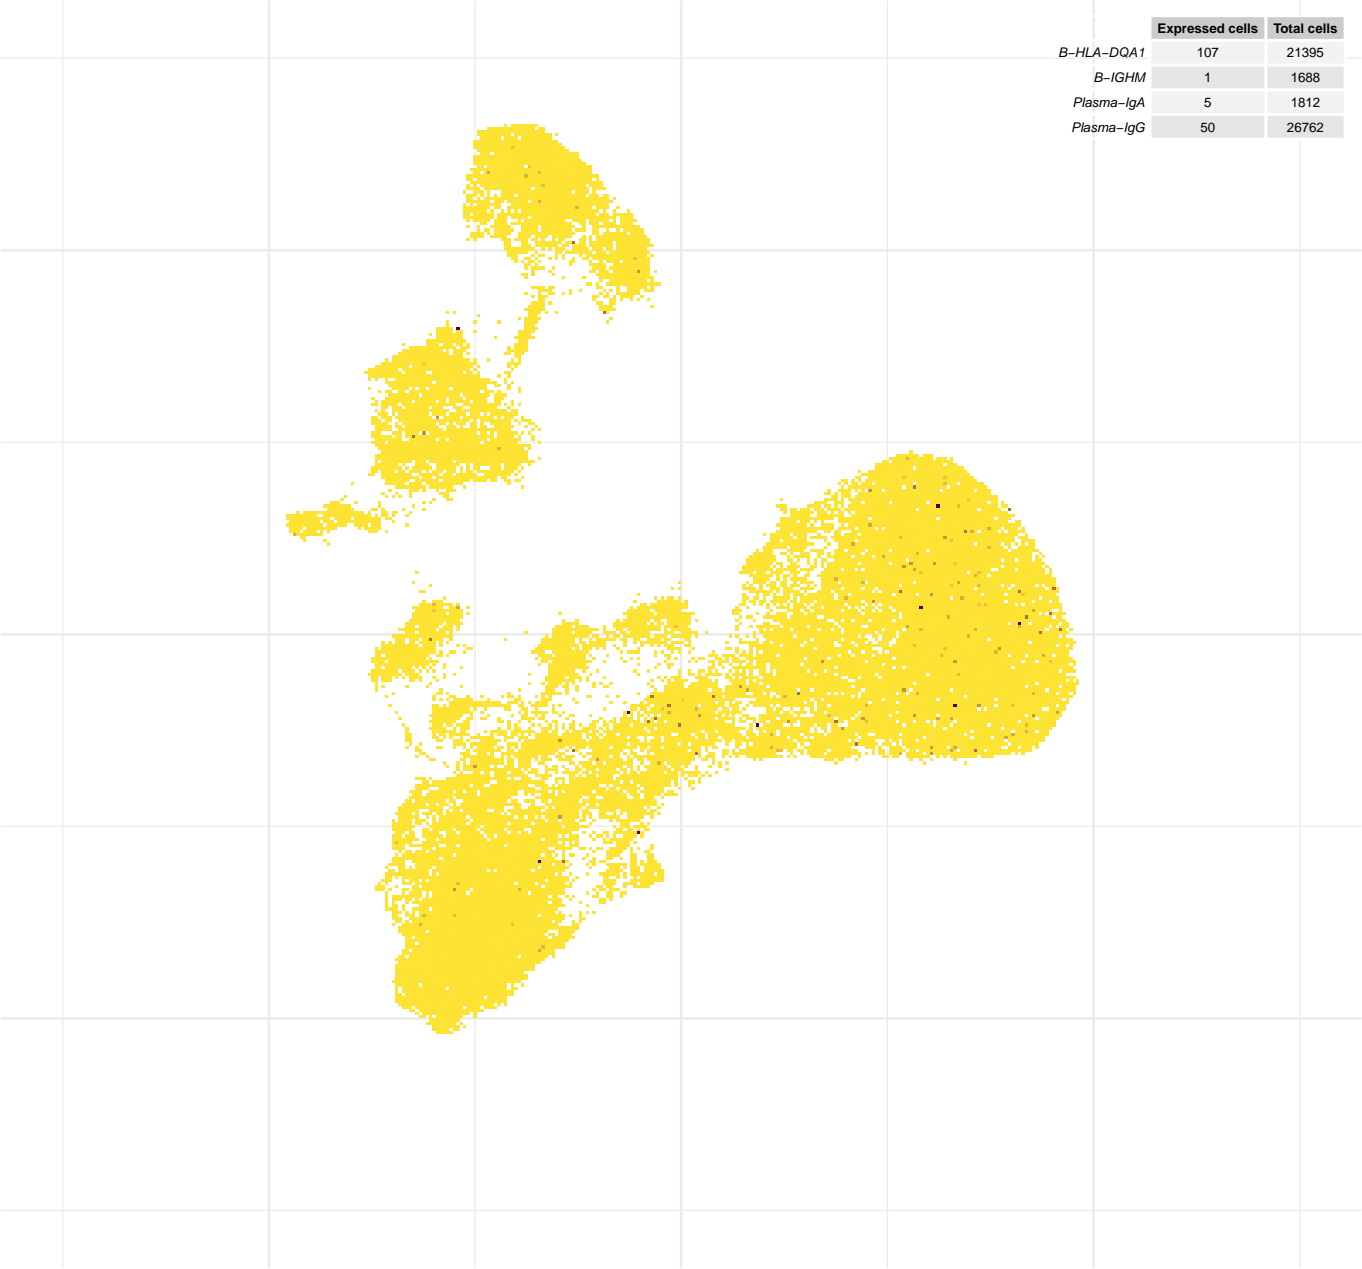 Expressed cells Total cells
B−HLA−DQA1 107 21395
B−IGHM 1 1688
Plasma−IgA 5 1812
Plasma−IgG 50 26762